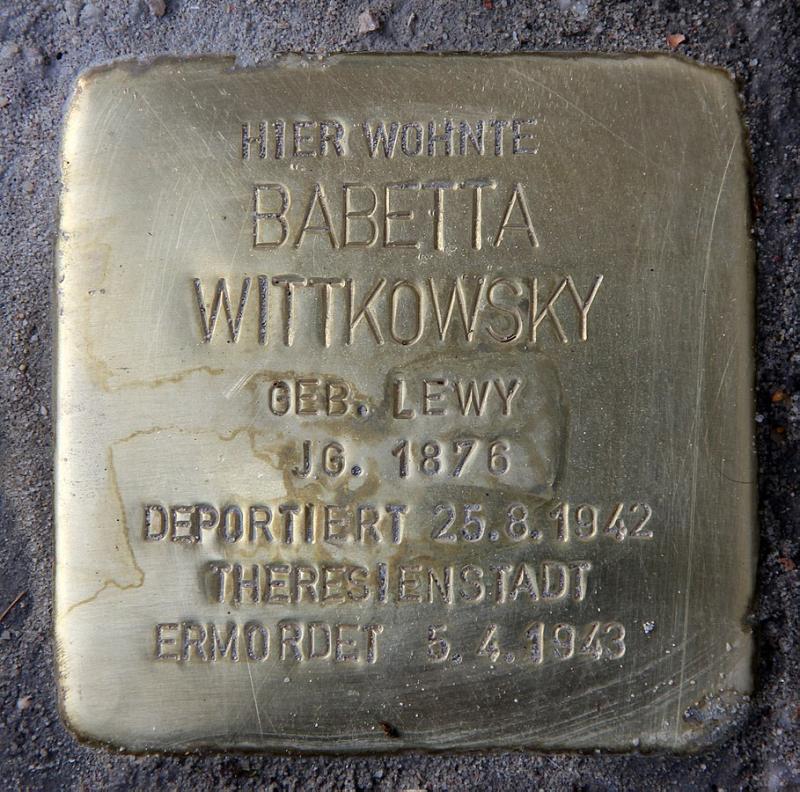 HIER WOHNTE
BABETTA
WITTKOWSKY
GEB. LEWY
JG. 1876
DEPORTIERT 25.8.1942
THERESIENSTADT
ERMORDET 5.4.1943